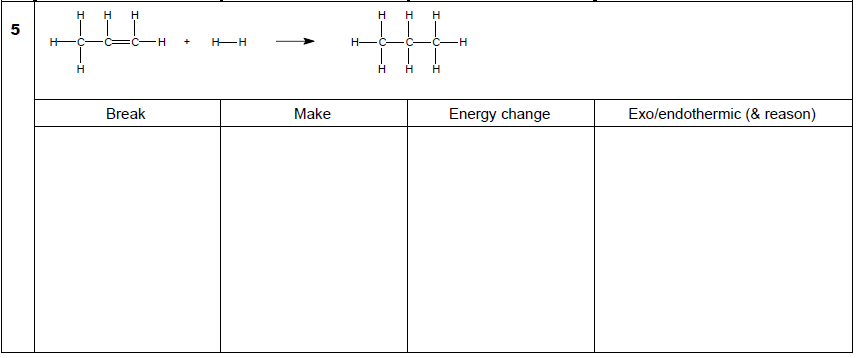 H H H H H H
5
H C C C H + H H H C C C H
H H H H
Break Make Energy change Exo/endothermic (& reason)